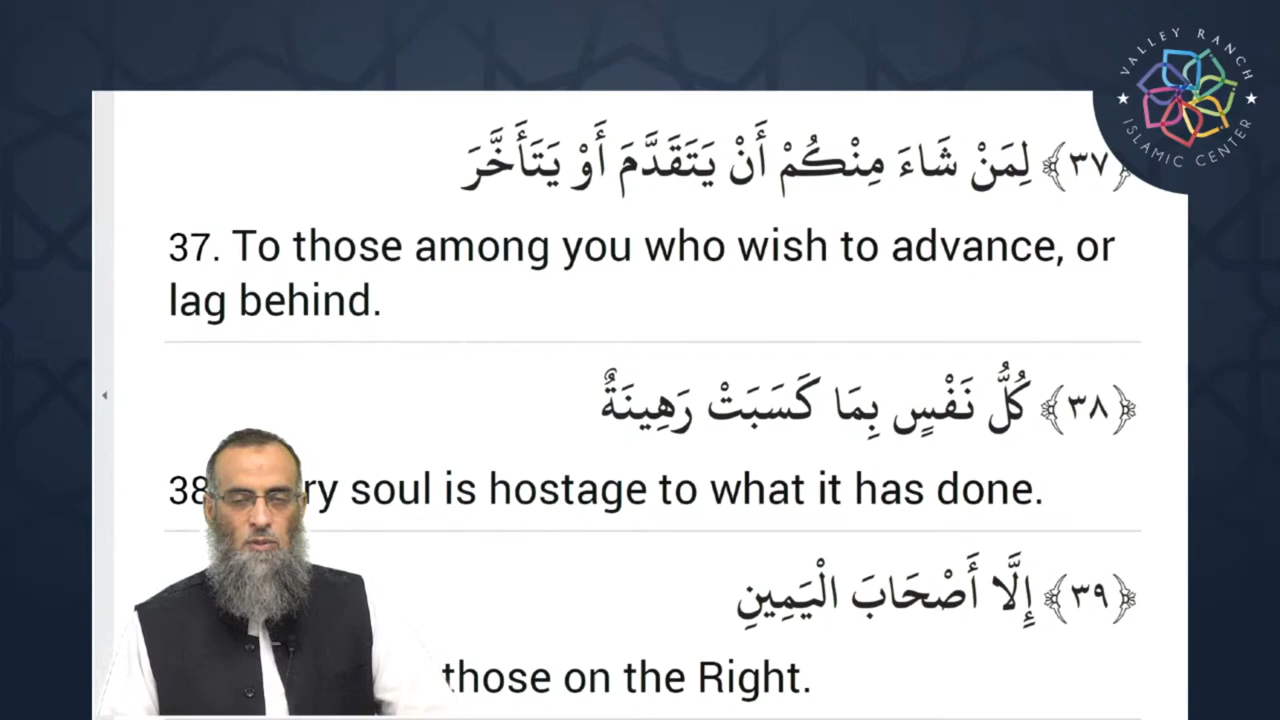 VALLEY RANCH
ISLAMIC CENTER
﴿٣٧﴾ لِمَنْ شَاءَ مِنْكُمْ أَنْ يَتَقَدَّمَ أَوْ يَتَأَخَّرَ
37. To those among you who wish to advance, or
lag behind.
﴿٣٨﴾ كُلُّ نَفْسٍ بِمَا كَسَبَتْ رَهِينَةٌ
38 soul is hostage to what it has done.
﴿٣٩﴾ إِلَّا أَصْحَابَ الْيَمِينِ
those on the Right.